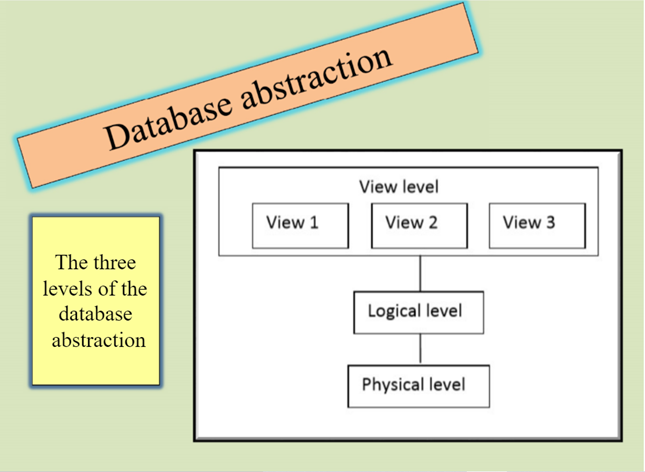 Database abstraction
The three
levels of the
database
abstraction
View level
View 1
View 2
View 3
Logical level
Physical level